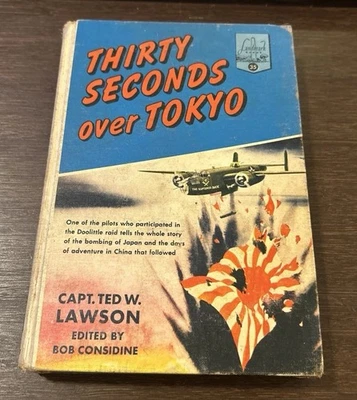 THIRTY
SECONDS
over TOKYO
Landmark
35
One of the pilots who participated in
the Doolittle raid tells the whole story
of the bombing of Japan and the days
of adventure in China that followed
CAPT. TED W.
LAWSON
EDITED BY
BOB CONSIDINE